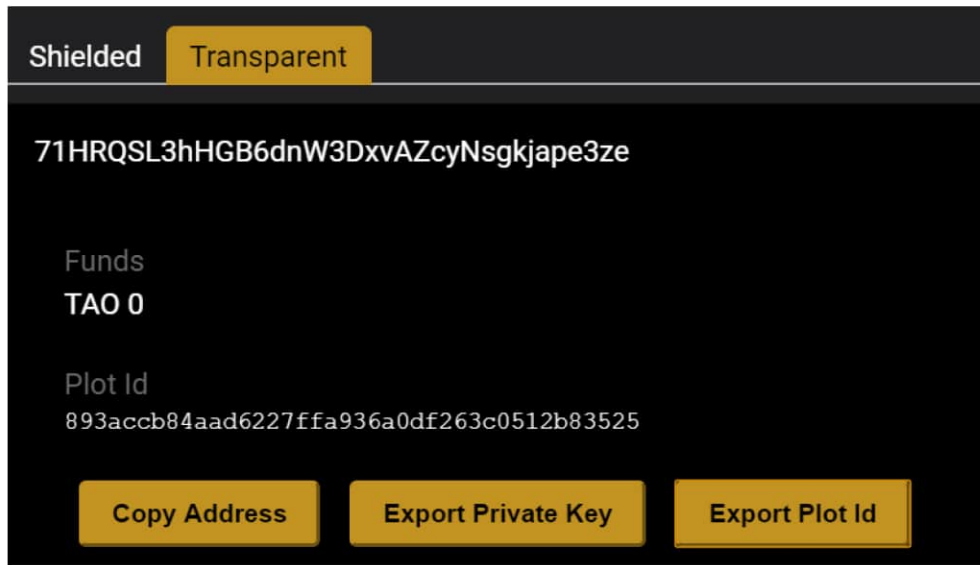 Shielded Transparent
71HRQSL3hHGB6dnW3DxvAZcyNsgkjape3ze
Funds
TAO 0
Plot Id
893accb84aad6227ffa936a0df263c0512b83525
Copy Address Export Private Key Export Plot Id